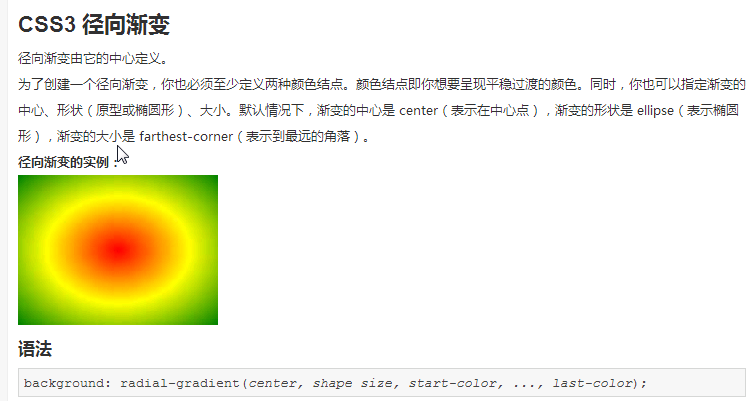 CSS3 径向渐变
径向渐变由它的中心定义。
为了创建一个径向渐变，你也必须至少定义两种颜色结点。颜色结点即你想要呈现平稳过渡的颜色。同时，你也可以指定渐变的
中心、形状（原型或椭圆形）、大小。默认情况下，渐变的中心是 center（表示在中心点），渐变的形状是 ellipse（表示椭圆
形），渐变的大小是 farthest-corner（表示到最远的角落）。
径向渐变的实例：
语法
background: radial-gradient(center, shape size, start-color, ..., last-color);